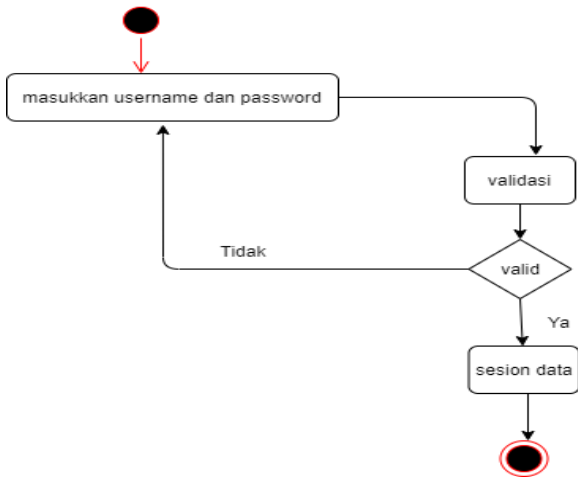 masukkan username dan password
validasi
Tidak
valid
Ya
sesion data